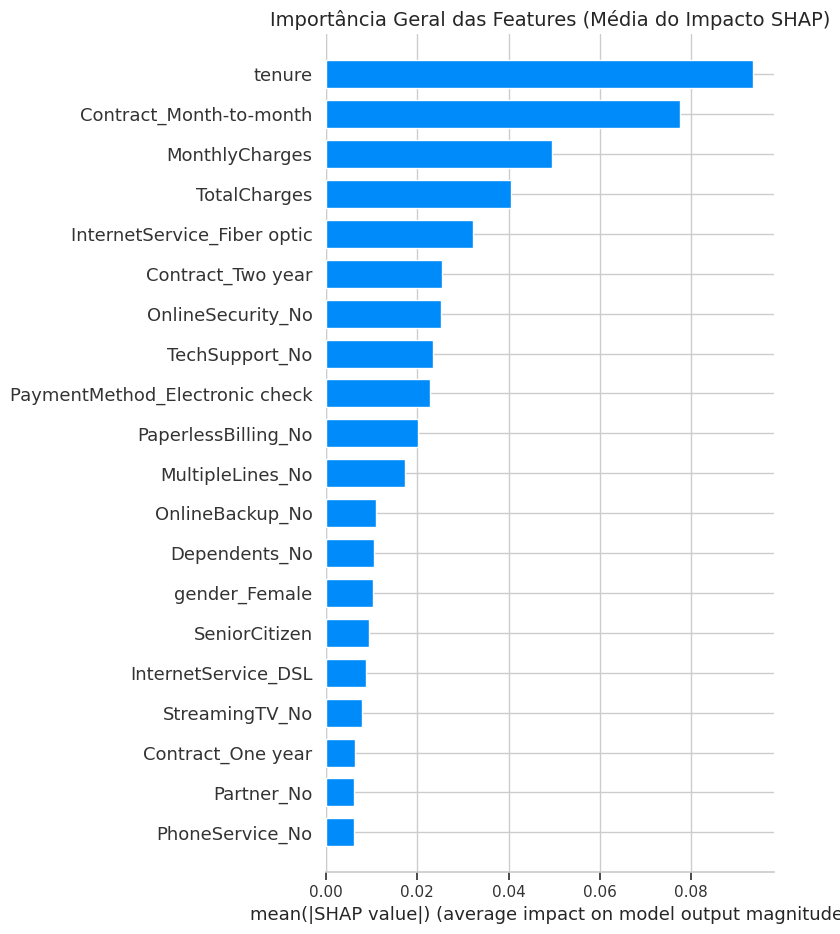 Importância Geral das Features (Média do Impacto SHAP)
tenure
Contract_Month-to-month
MonthlyCharges
TotalCharges
InternetService_Fiber optic
Contract_Two year
OnlineSecurity_No
TechSupport_No
PaymentMethod_Electronic check
PaperlessBilling_No
MultipleLines_No
OnlineBackup_No
Dependents_No
gender_Female
SeniorCitizen
InternetService_DSL
StreamingTV_No
Contract_One year
Partner_No
PhoneService_No
0.00 0.02 0.04 0.06 0.08
mean(|SHAP value|) (average impact on model output magnitude